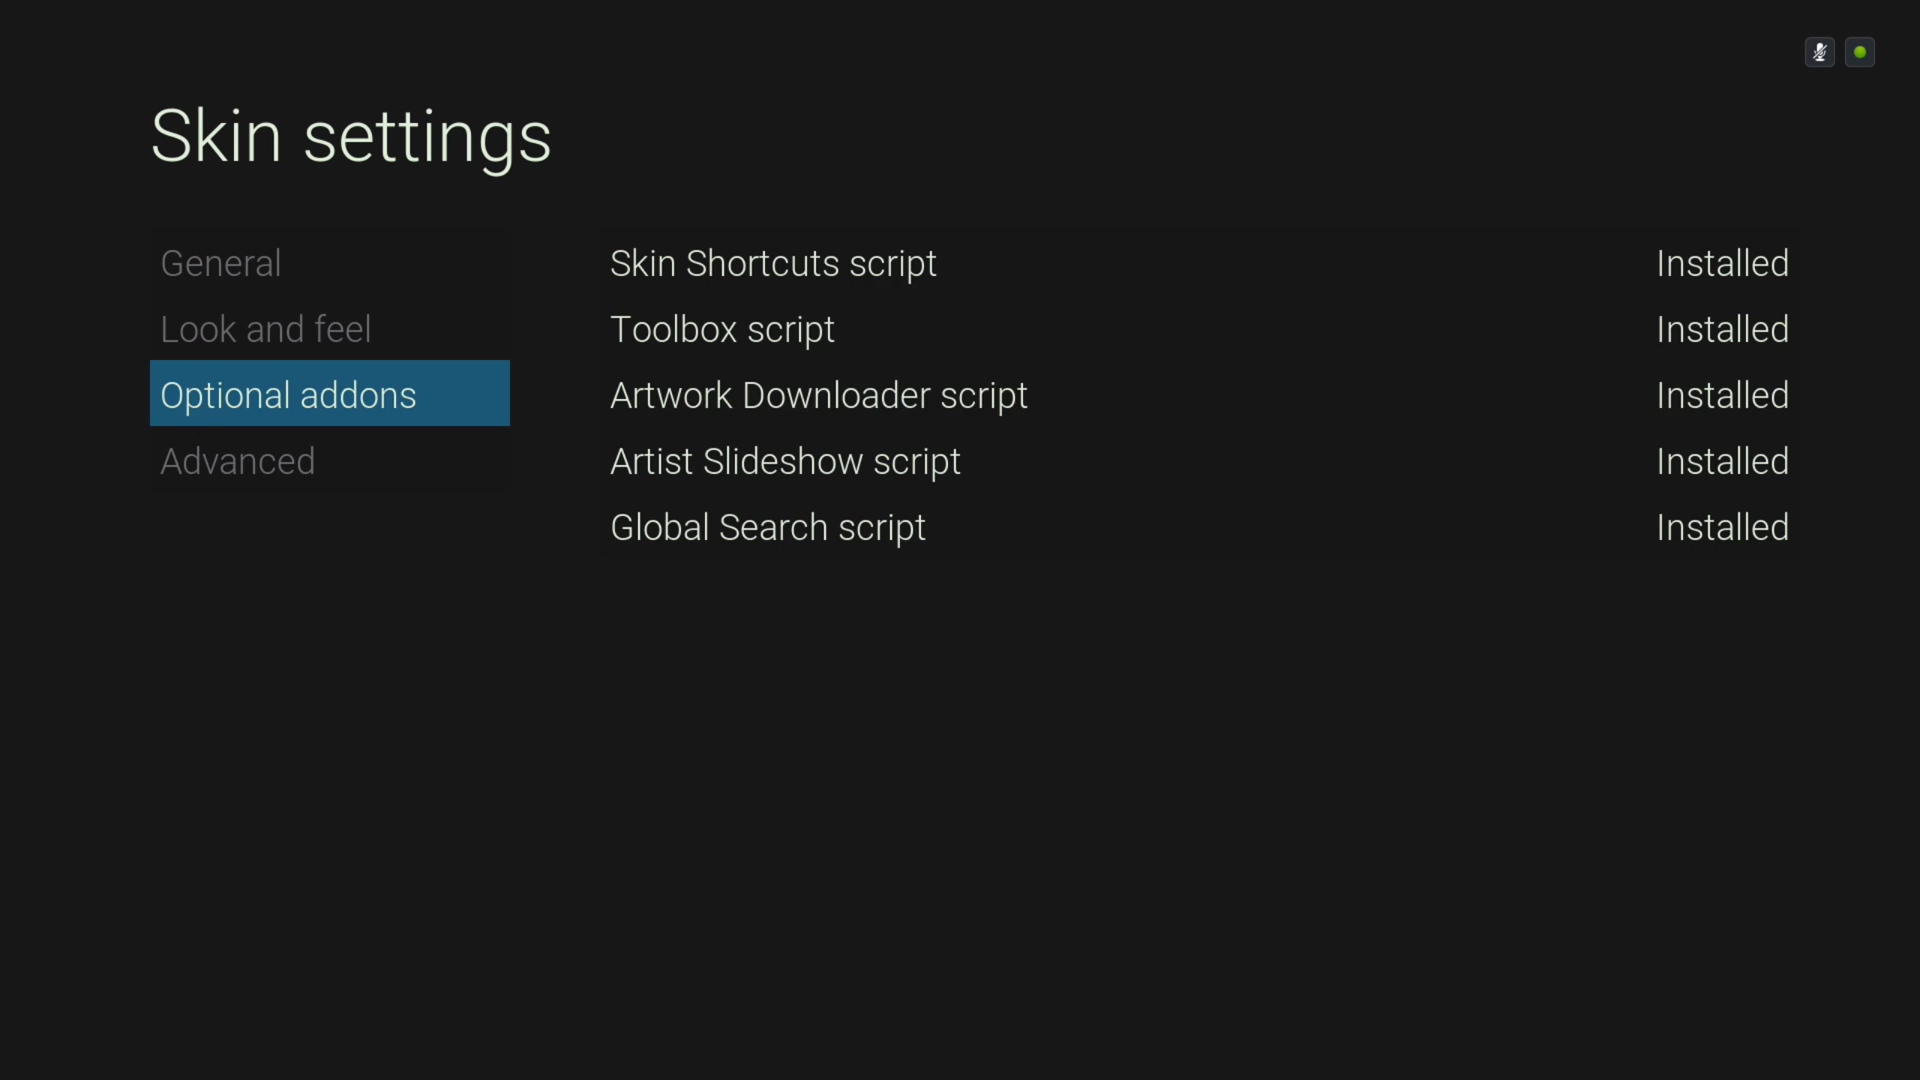 Skin settings
General
Look and feel
Optional addons
Advanced
Skin Shortcuts script Installed
Toolbox script Installed
Artwork Downloader script Installed
Artist Slideshow script Installed
Global Search script Installed